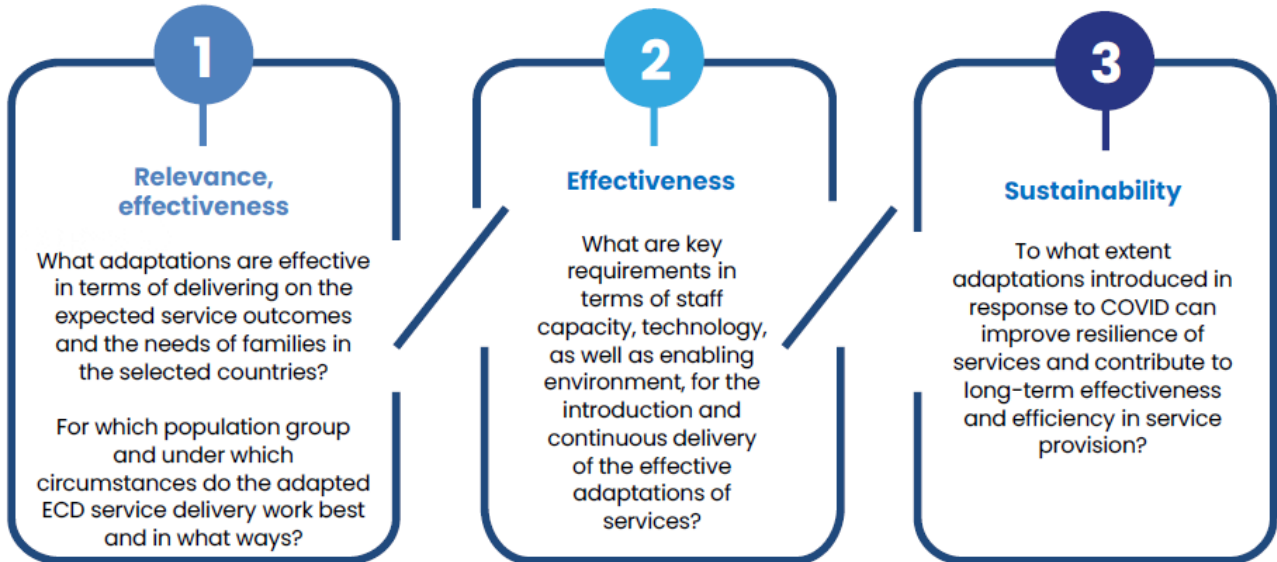 1
Relevance,
effectiveness
What adaptations are effective
in terms of delivering on the
expected service outcomes
and the needs of families in
the selected countries?
For which population group
and under which
circumstances do the adapted
ECD service delivery work best
and in what ways?
2
Effectiveness
What are key
requirements in
terms of staff
capacity, technology,
as well as enabling
environment, for the
introduction and
continuous delivery
of the effective
adaptations of
services?
3
Sustainability
To what extent
adaptations introduced in
response to COVID can
improve resilience of
services and contribute to
long-term effectiveness
and efficiency in service
provision?